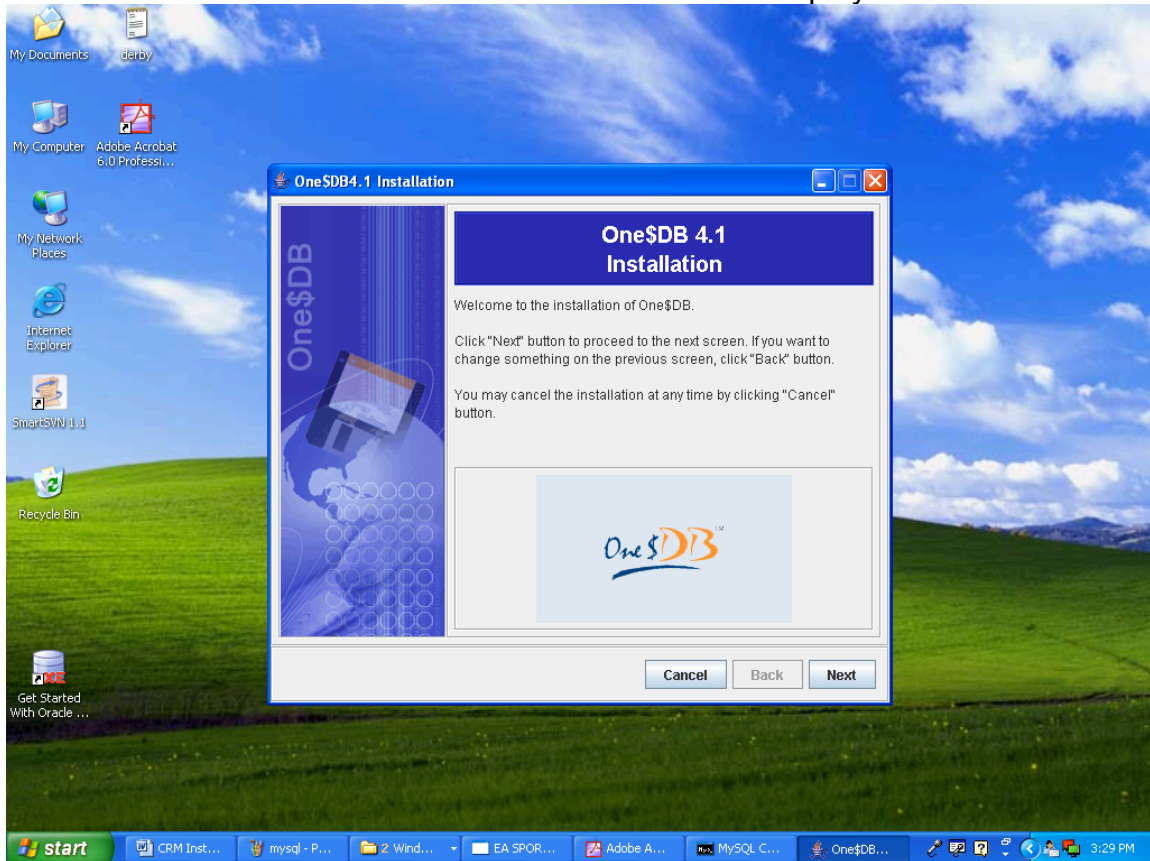 My Documents
derby
My Computer
Adobe Acrobat
6.0 Professi...
My Network
Places
Internet
Explorer
SmartSVN 1.1
Recycle Bin
Get Started
With Oracle ...
One$DB4.1 Installation
One$DB
One$DB 4.1
Installation
Welcome to the installation of One$DB.
Click "Next" button to proceed to the next screen. If you want to
change something on the previous screen, click "Back" button.
You may cancel the installation at any time by clicking "Cancel"
button.
One $DB™
Cancel Back Next
start CRM Inst... mysql - P... 2 Wind... EA SPOR... Adobe A... MySQL C... One$DB... 3:29 PM